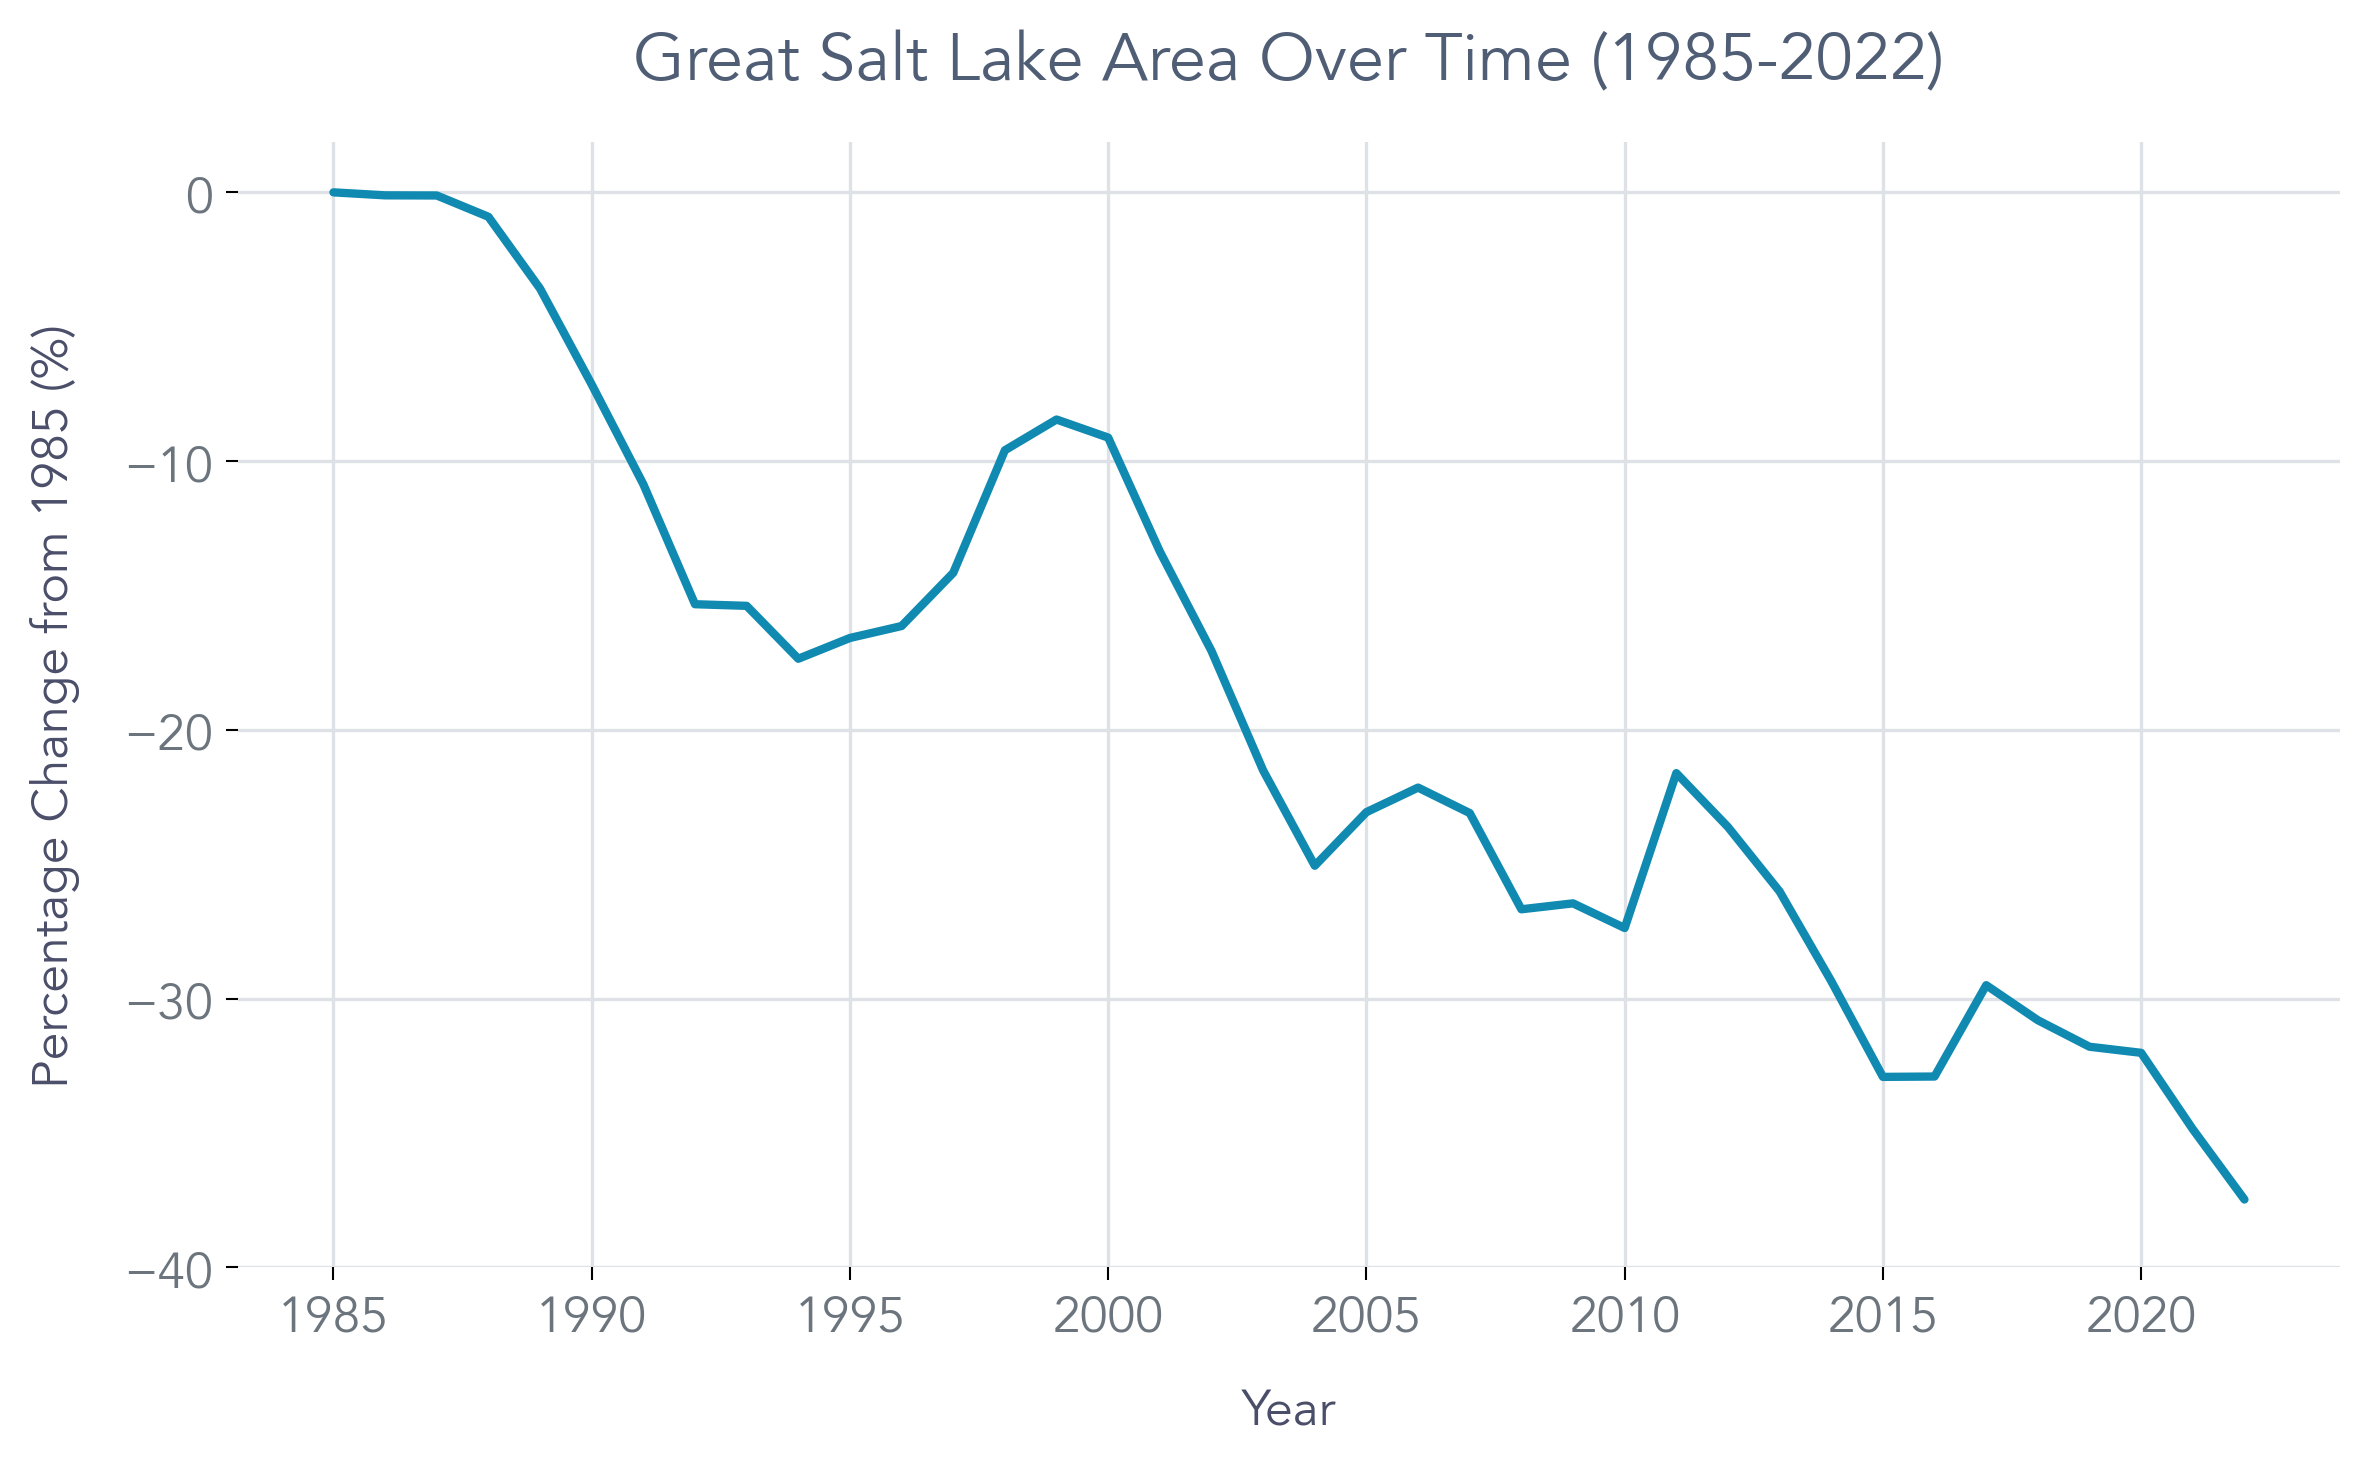 Great Salt Lake Area Over Time (1985-2022)
Percentage Change from 1985 (%)
0
−10
−20
−30
−40
1985 1990 1995 2000 2005 2010 2015 2020
Year